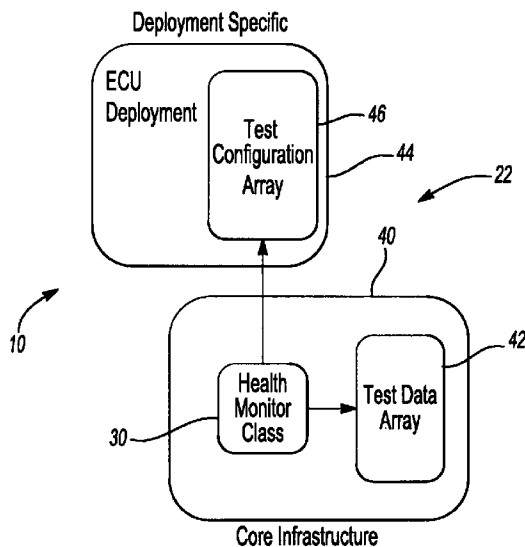 Deployment Specific
ECU
Deployment
Test
Configuration
Array
46
44
22
40
10
42
Health
Monitor
Class
30
Test Data
Array
Core Infrastructure